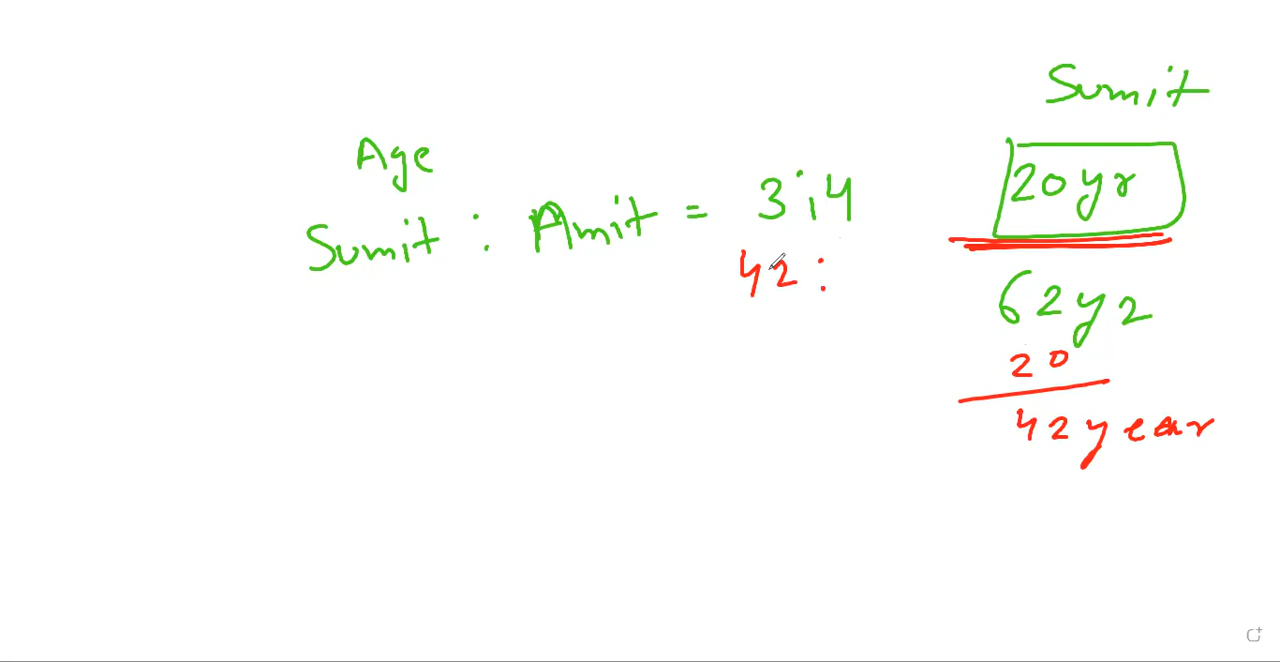 Sumit
Age
20 yr
Sumit : Amit = 3 : 4
42 :
62 yr
20
42 year